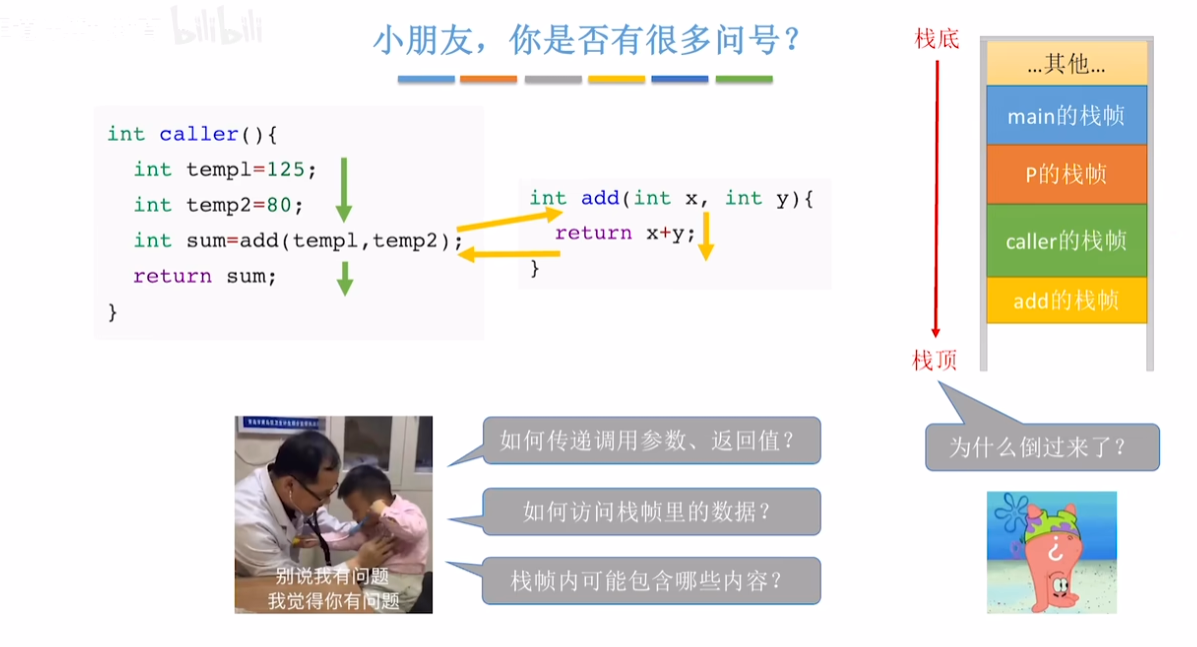 bilibili
小朋友，你是否有很多问号？
int caller(){
int temp1=125;
int temp2=80;
int sum=add(temp1,temp2);
return sum;
}
int add(int x, int y){
return x+y;
}
栈底
栈顶
...其他...
main的栈帧
P的栈帧
caller的栈帧
add的栈帧
为什么倒过来了？
如何传递调用参数、返回值？
如何访问栈帧里的数据？
栈帧内可能包含哪些内容？
别说我有问题
我觉得你有问题
?